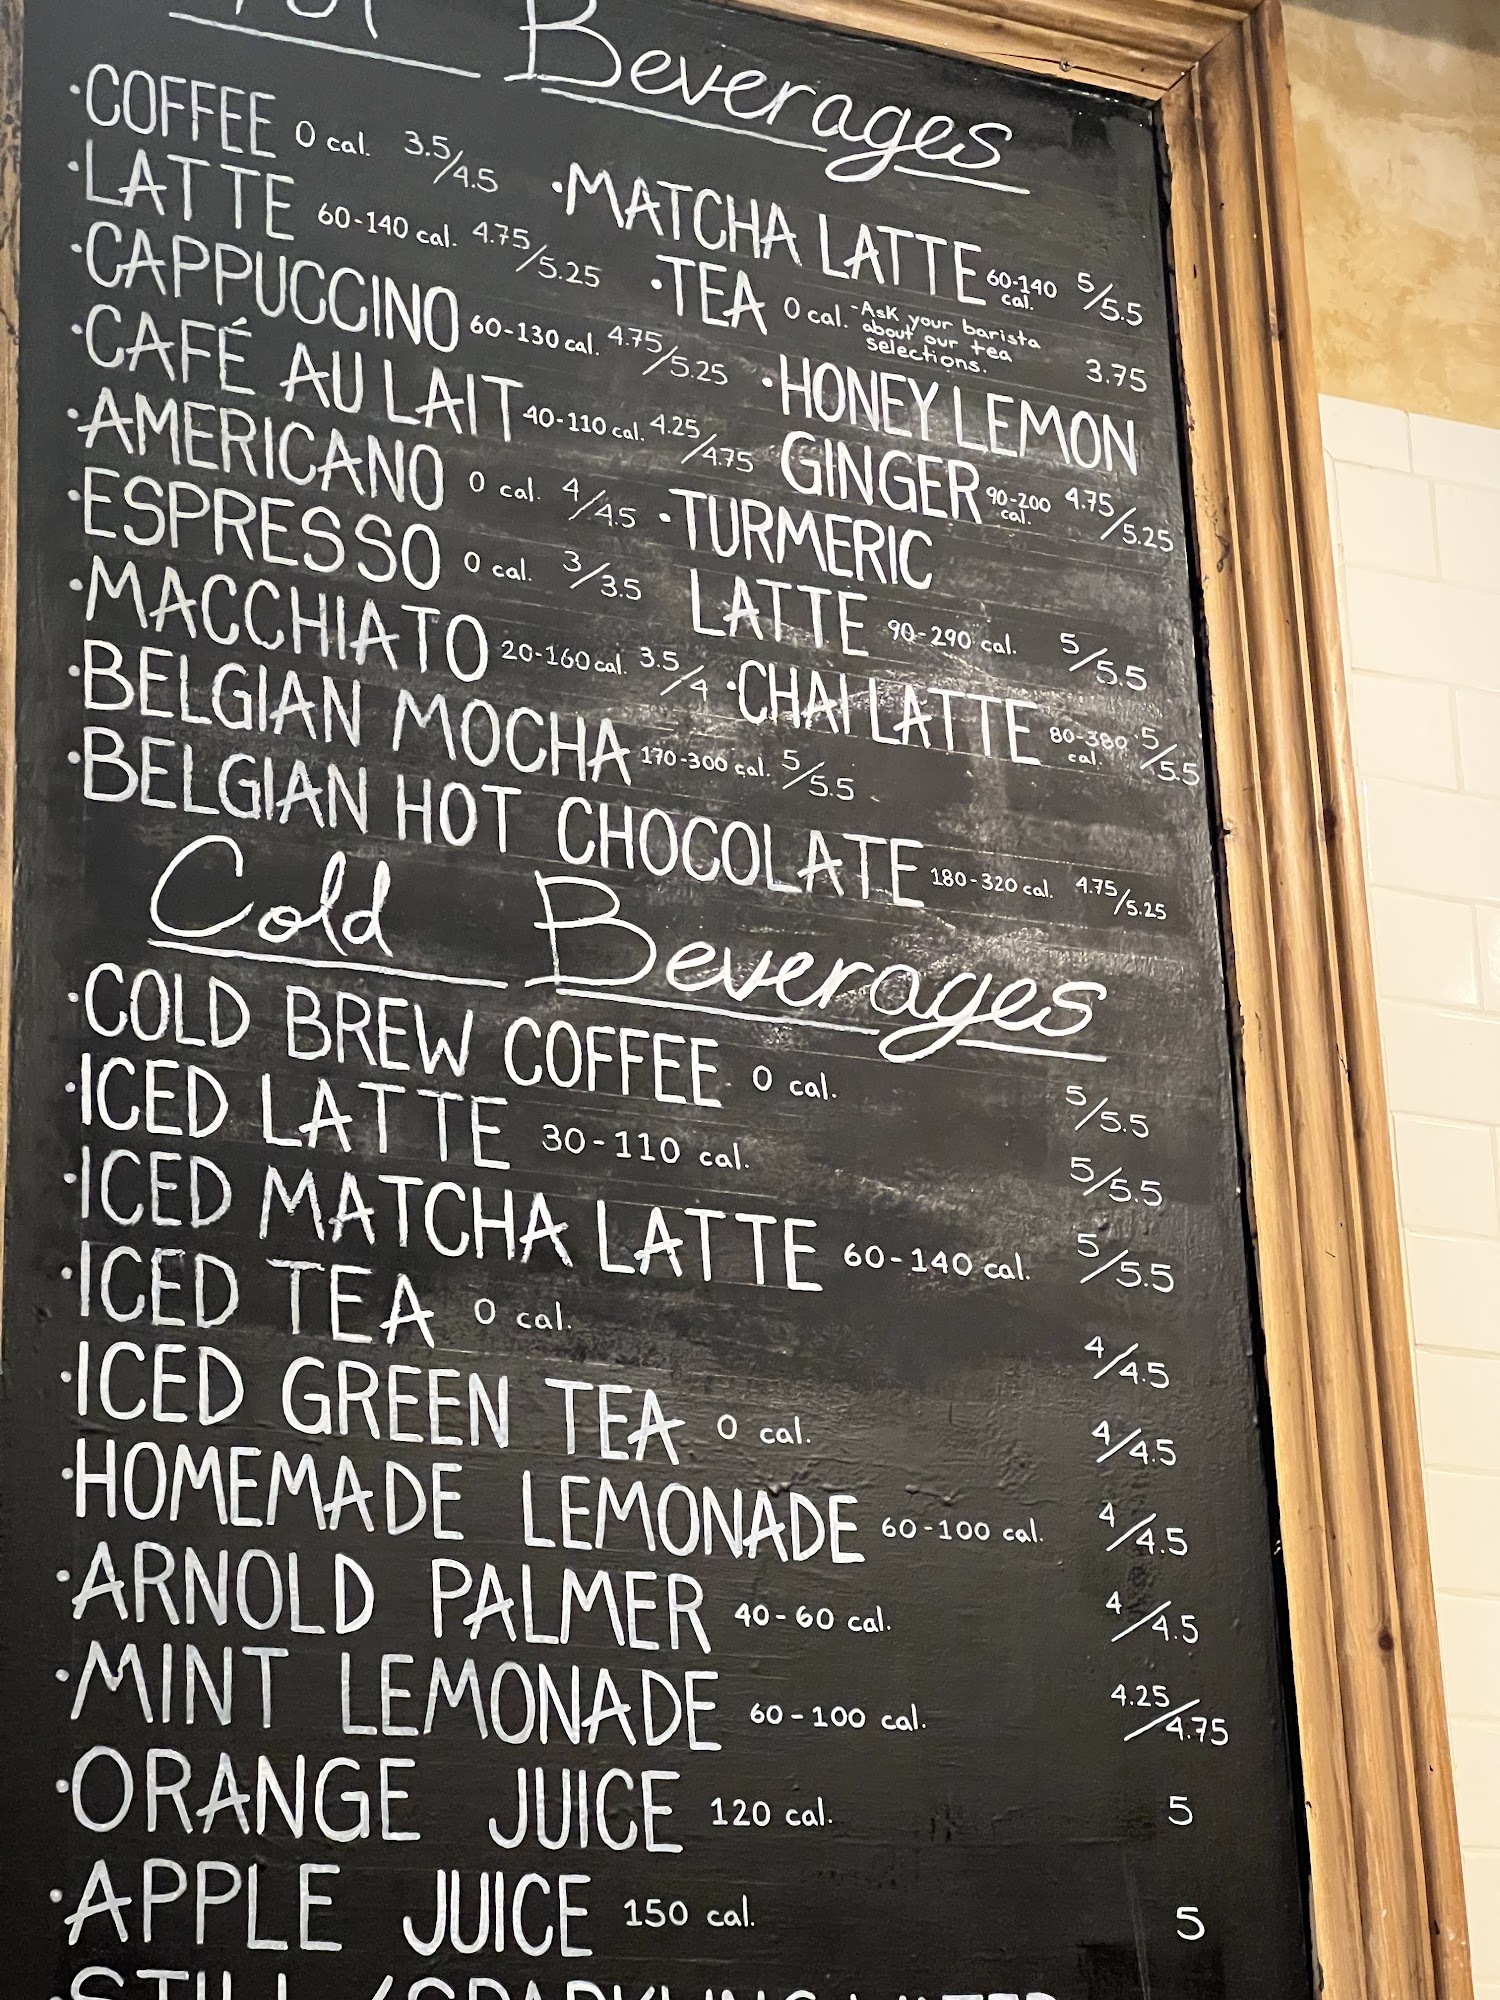 Hot Beverages
·COFFEE 0 cal. 3.5/4.5
·LATTE 60-140 cal. 4.75/5.25
·CAPPUCCINO 60-130 cal. 4.75/5.25
·CAFÉ AU LAIT 40-110 cal. 4.25/4.75
·AMERICANO 0 cal. 4/4.5
·ESPRESSO 0 cal. 3/3.5
·MACCHIATO 20-160 cal. 3.5/4
·BELGIAN MOCHA 170-300 cal. 5/5.5
·BELGIAN HOT CHOCOLATE 180-320 cal. 4.75/5.25
·MATCHA LATTE 60-140 cal. 5/5.5
·TEA 0 cal. -Ask your barista
about our tea
selections. 3.75
·HONEY LEMON
GINGER 90-200 cal. 4.75/5.25
·TURMERIC
LATTE 90-290 cal. 5/5.5
·CHAI LATTE 80-380 cal. 5/5.5
Cold Beverages
·COLD BREW COFFEE 0 cal. 5/5.5
·ICED LATTE 30-110 cal. 5/5.5
·ICED MATCHA LATTE 60-140 cal. 5/5.5
·ICED TEA 0 cal. 4/4.5
·ICED GREEN TEA 0 cal. 4/4.5
·HOMEMADE LEMONADE 60-100 cal. 4/4.5
·ARNOLD PALMER 40-60 cal. 4/4.5
·MINT LEMONADE 60-100 cal. 4.25/4.75
·ORANGE JUICE 120 cal. 5
·APPLE JUICE 150 cal. 5
·STILL/SPARKLING WATER